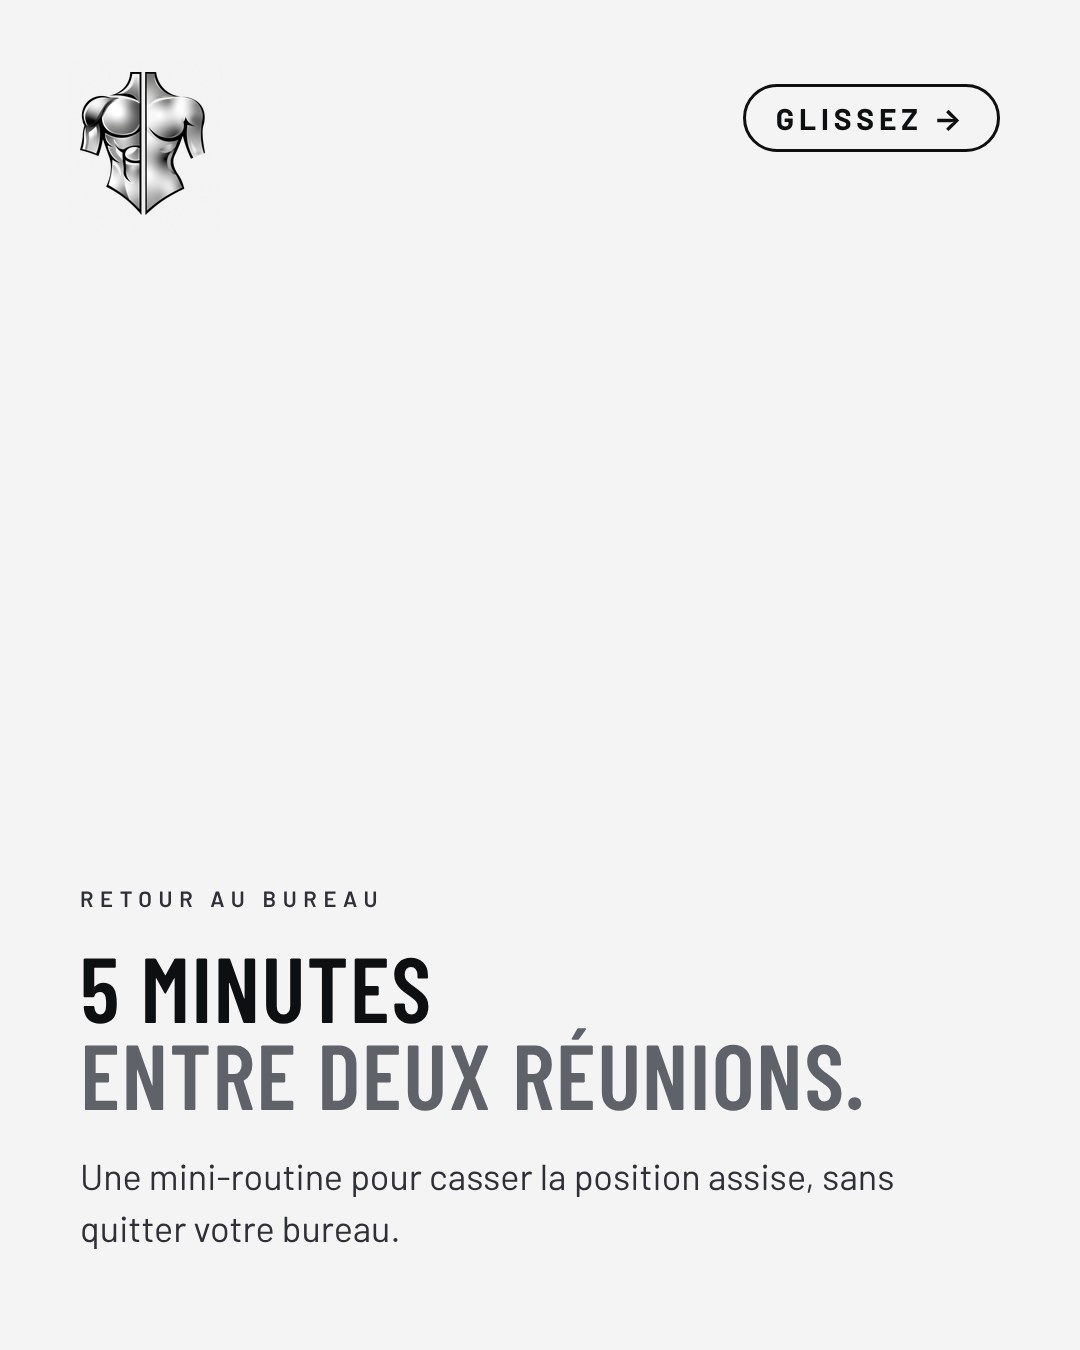 GLISSEZ →
RETOUR AU BUREAU
5 MINUTES
ENTRE DEUX RÉUNIONS.
Une mini-routine pour casser la position assise, sans
quitter votre bureau.